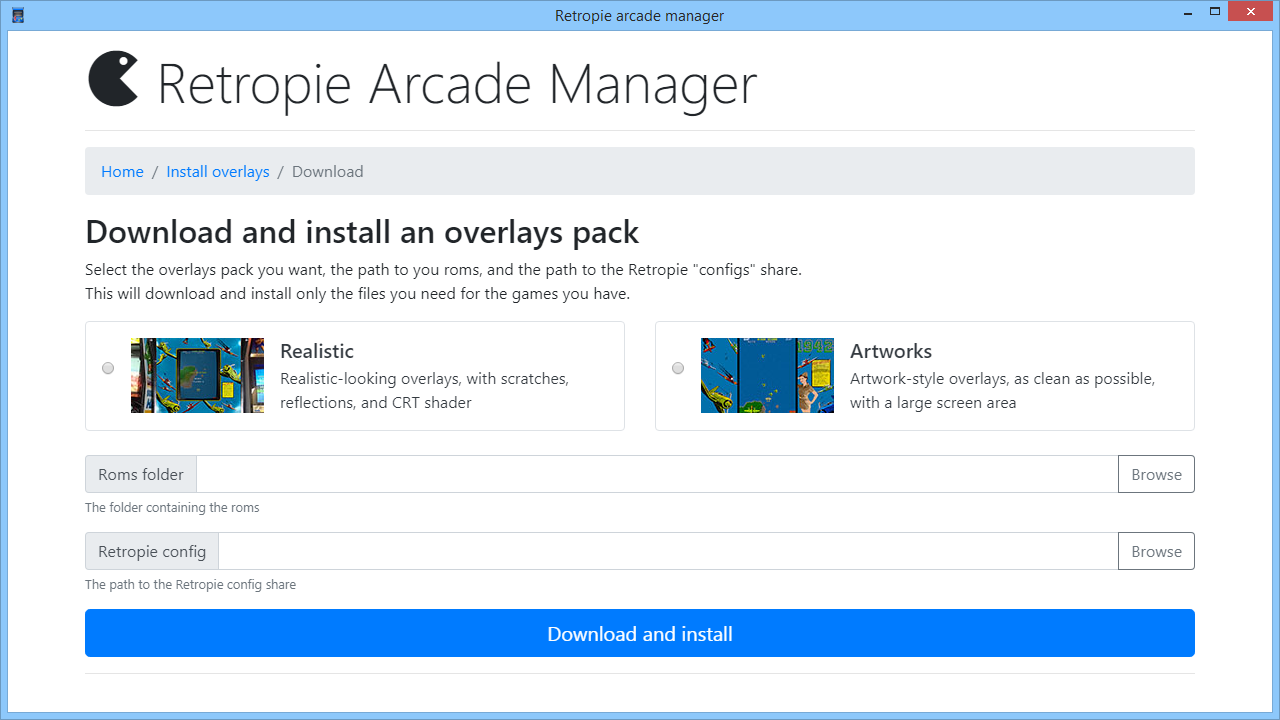 Retropie arcade manager
Retropie Arcade Manager
Home / Install overlays / Download
Download and install an overlays pack
Select the overlays pack you want, the path to you roms, and the path to the Retropie "configs" share.
This will download and install only the files you need for the games you have.
Realistic
Realistic-looking overlays, with scratches,
reflections, and CRT shader
1943
Artworks
Artwork-style overlays, as clean as possible,
with a large screen area
Roms folder
Browse
The folder containing the roms
Retropie config
Browse
The path to the Retropie config share
Download and install